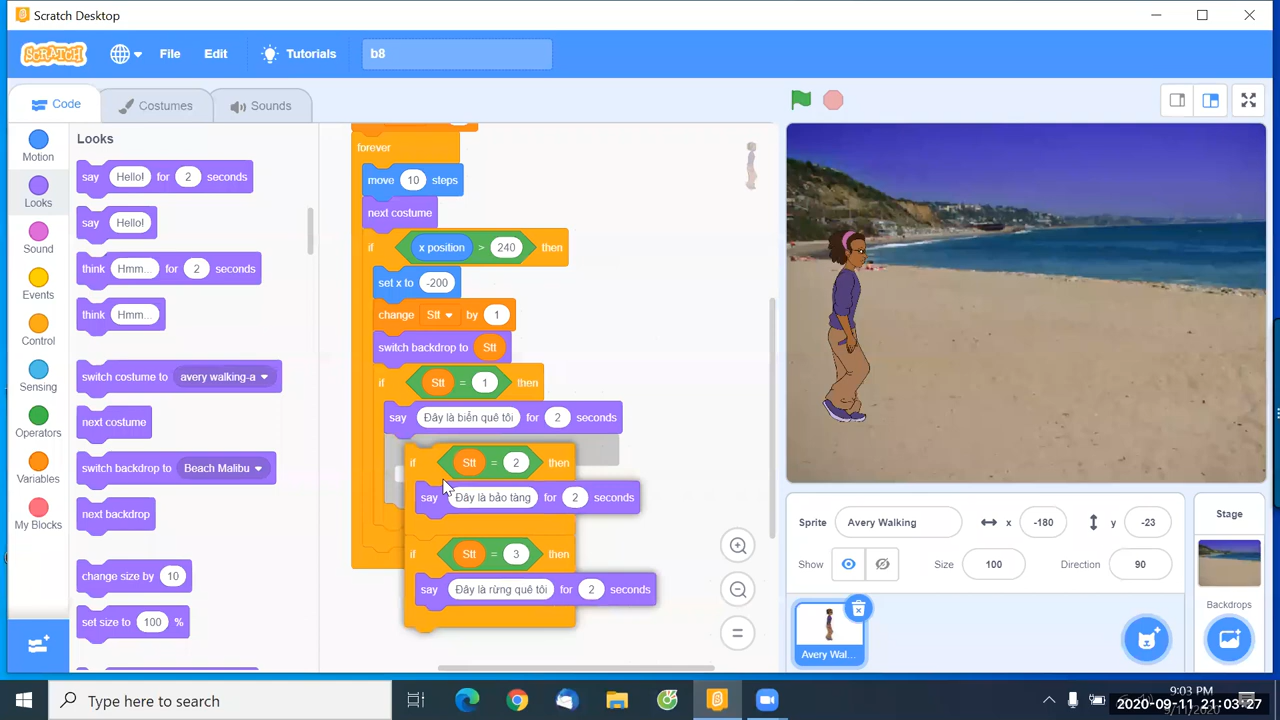 Scratch Desktop
SCRATCH
File
Edit
Tutorials
b8
Code
Costumes
Sounds
Motion
Looks
Sound
Events
Control
Sensing
Operators
Variables
My Blocks
Looks
say Hello! for 2 seconds
say Hello!
think Hmm... for 2 seconds
think Hmm...
switch costume to avery walking-a
next costume
switch backdrop to Beach Malibu
next backdrop
change size by 10
set size to 100 %
forever
move 10 steps
next costume
if x position > 240 then
set x to -200
change Stt by 1
switch backdrop to Stt
if Stt = 1 then
say Đây là biển quê tôi for 2 seconds
if Stt = 2 then
say Đây là bảo tàng for 2 seconds
if Stt = 3 then
say Đây là rừng quê tôi for 2 seconds
Sprite Avery Walking x -180 y -23
Show Size 100 Direction 90
Avery Wal...
Stage
Backdrops
Type here to search
9:03 PM
2020-09-11 21:03:27